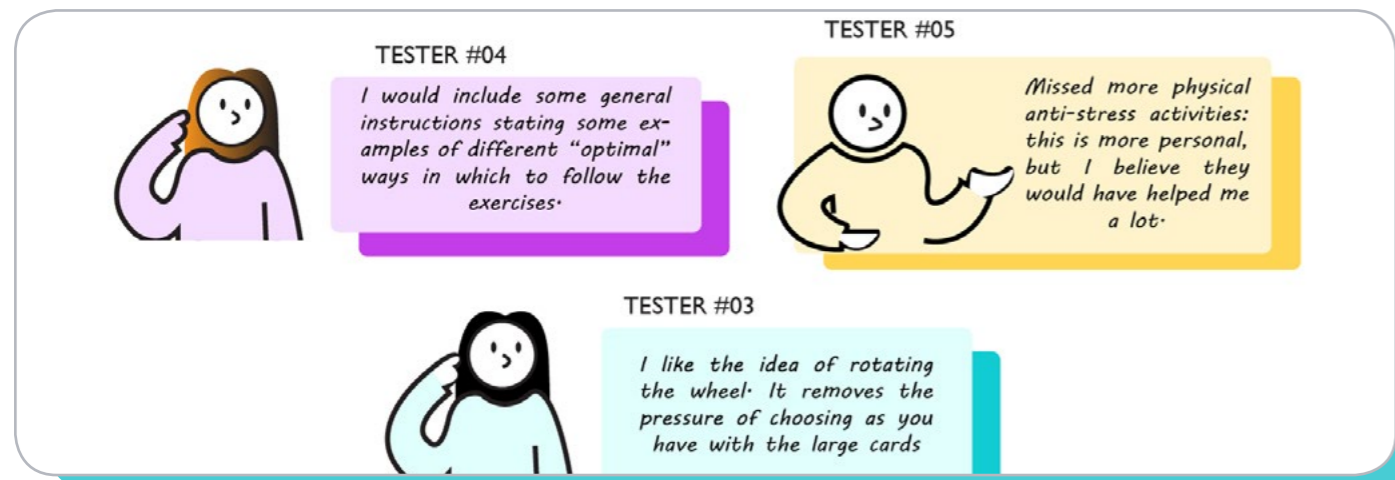 TESTER #04
I would include some general
instructions stating some ex-
amples of different “optimal”
ways in which to follow the
exercises·
TESTER #05
Missed more physical
anti-stress activities:
this is more personal,
but I believe they
would have helped me
a lot·
TESTER #03
I like the idea of rotating
the wheel· It removes the
pressure of choosing as you
have with the large cards